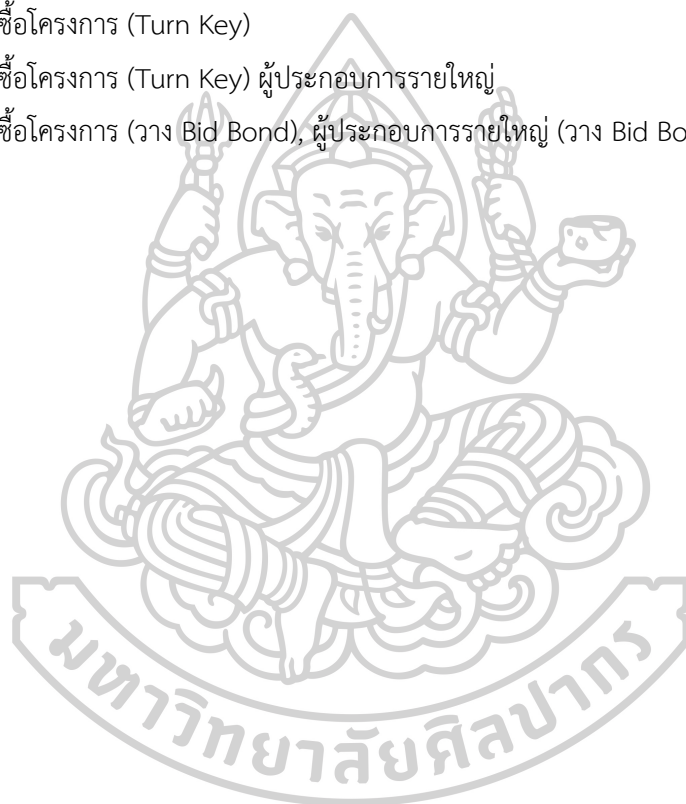 ซื้อโครงการ (Turn Key)
ซื้อโครงการ (Turn Key) ผู้ประกอบการรายใหญ่
ซื้อโครงการ (วาง Bid Bond), ผู้ประกอบการรายใหญ่ (วาง Bid Bo
มหาวิทยาลัยศิลปากร